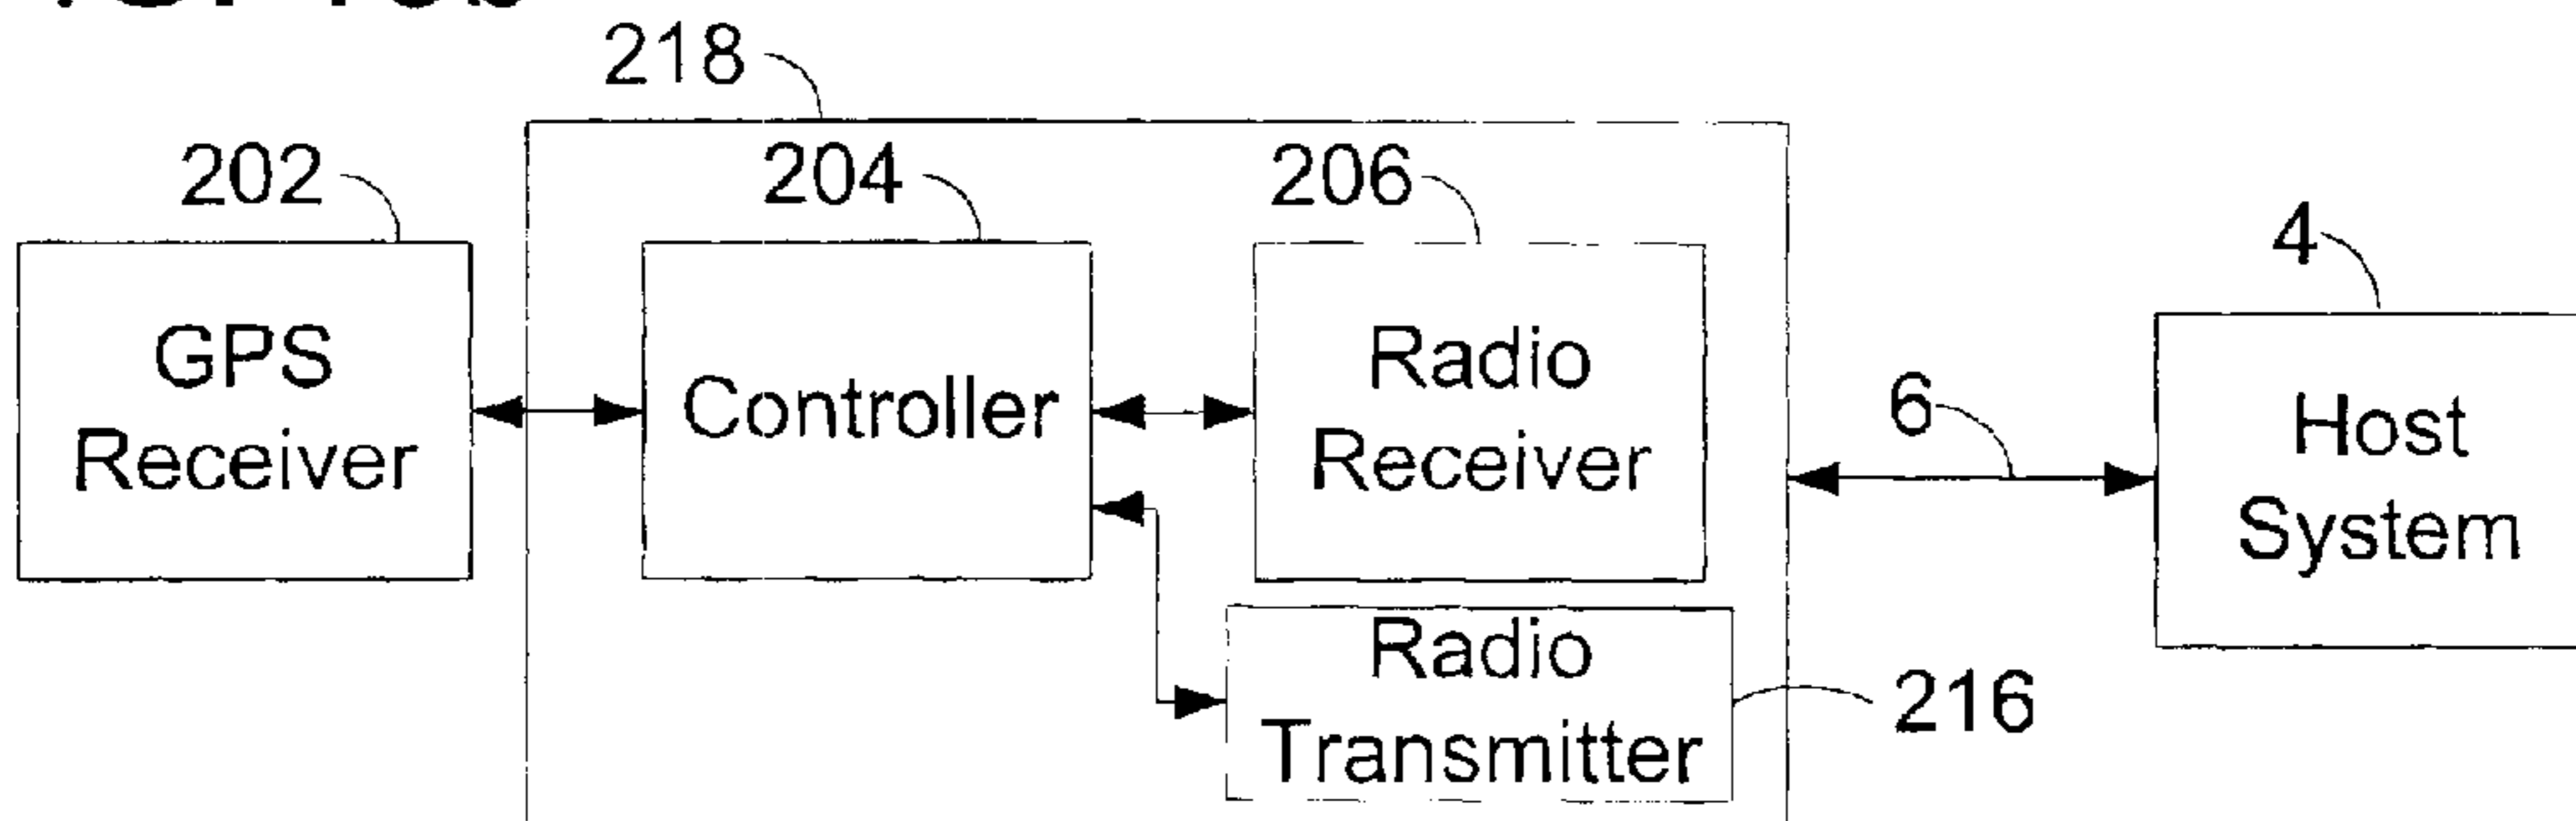 218
202
204
206
4
GPS
Receiver
Controller
Radio
Receiver
6
Host
System
Radio
Transmitter
216